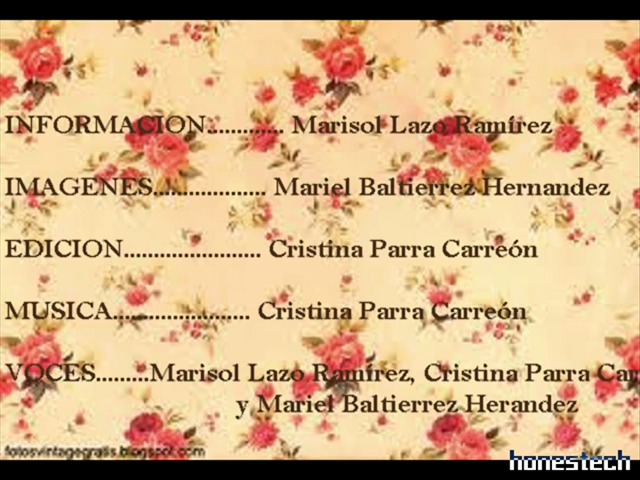 INFORMACION............. Marisol Lazo Ramírez
IMAGENES................... Mariel Baltierrez Hernandez
EDICION....................... Cristina Parra Carreón
MUSICA....................... Cristina Parra Carreón
VOCES.........Marisol Lazo Ramírez, Cristina Parra Car
y Mariel Baltierrez Herandez
fotosvintagegratis.blogspot.com
honestech